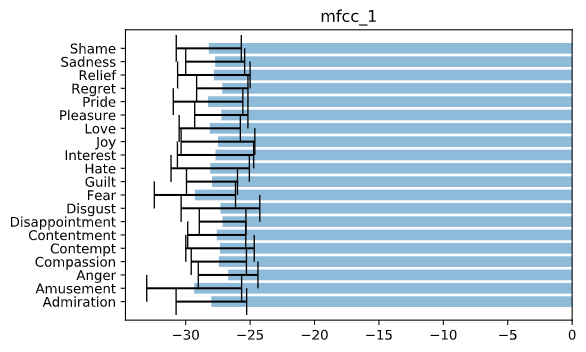 mfcc_1
Shame
Sadness
Relief
Regret
Pride
Pleasure
Love
Joy
Interest
Hate
Guilt
Fear
Disgust
Disappointment
Contentment
Contempt
Compassion
Anger
Amusement
Admiration
−30 −25 −20 −15 −10 −5 0